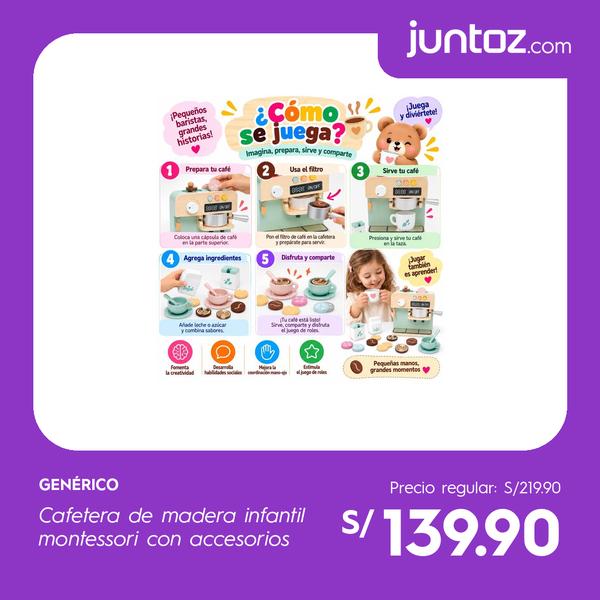 juntoz.com
¡Pequeños
baristas,
grandes
historias!
¿Cómo
se juega?
Imagina, prepara, sirve y comparte
¡Juega
y diviértete!
1 Prepara tu café
Coloca una cápsula de café
en la parte superior.
2 Usa el filtro
Pon el filtro de café en la cafetera
y prepárate para servir.
3 Sirve tu café
Presiona y sirve tu café
en la taza.
4 Agrega ingredientes
Añade leche o azúcar
y combina sabores.
5 Disfruta y comparte
¡Tu café está listo!
Sirve, comparte y disfruta
el juego de roles.
¡Jugar
también
es aprender!
Fomenta
la creatividad
Desarrolla
habilidades sociales
Mejora la
coordinación mano-ojo
Estimula
el juego de roles
Pequeñas manos,
grandes momentos
GENÉRICO
Cafetera de madera infantil
montessori con accesorios
Precio regular: S/219.90
S/139.90